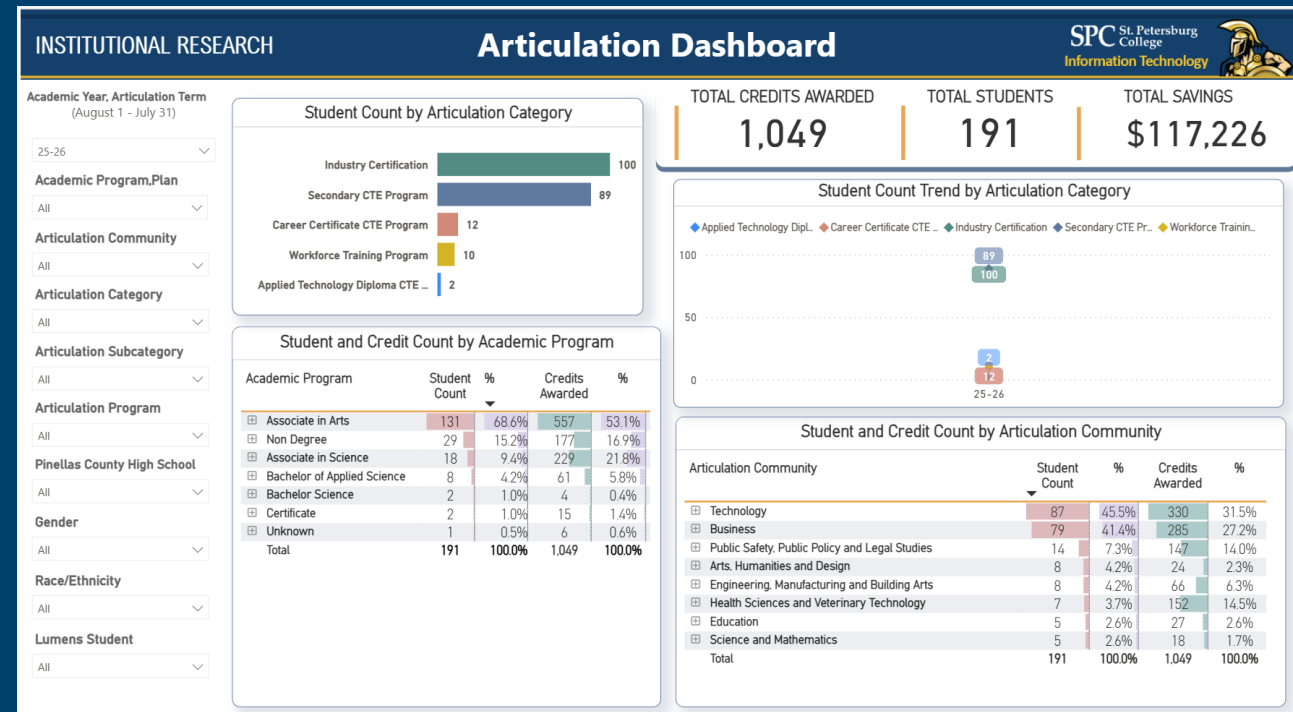 INSTITUTIONAL RESEARCH
Articulation Dashboard
SPC St. Petersburg College
Information Technology
Academic Year, Articulation Term
(August 1 - July 31)
25-26
Academic Program,Plan
All
Articulation Community
All
Articulation Category
All
Articulation Subcategory
All
Articulation Program
All
Pinellas County High School
All
Gender
All
Race/Ethnicity
All
Lumens Student
All
Student Count by Articulation Category
Industry Certification 100
Secondary CTE Program 89
Career Certificate CTE Program 12
Workforce Training Program 10
Applied Technology Diploma CTE ... 2
TOTAL CREDITS AWARDED
1,049
TOTAL STUDENTS
191
TOTAL SAVINGS
$117,226
Student Count Trend by Articulation Category
Applied Technology Dipl... Career Certificate CTE ... Industry Certification Secondary CTE Pr... Workforce Trainin...
100
50
0
89
100
2
12
25-26
Student and Credit Count by Academic Program
Academic Program Student Count % Credits Awarded %
Associate in Arts 131 68.6% 557 53.1%
Non Degree 29 15.2% 177 16.9%
Associate in Science 18 9.4% 229 21.8%
Bachelor of Applied Science 8 4.2% 61 5.8%
Bachelor Science 2 1.0% 4 0.4%
Certificate 2 1.0% 15 1.4%
Unknown 1 0.5% 6 0.6%
Total 191 100.0% 1,049 100.0%
Student and Credit Count by Articulation Community
Articulation Community Student Count % Credits Awarded %
Technology 87 45.5% 330 31.5%
Business 79 41.4% 285 27.2%
Public Safety, Public Policy and Legal Studies 14 7.3% 147 14.0%
Arts, Humanities and Design 8 4.2% 24 2.3%
Engineering, Manufacturing and Building Arts 8 4.2% 66 6.3%
Health Sciences and Veterinary Technology 7 3.7% 152 14.5%
Education 5 2.6% 27 2.6%
Science and Mathematics 5 2.6% 18 1.7%
Total 191 100.0% 1,049 100.0%